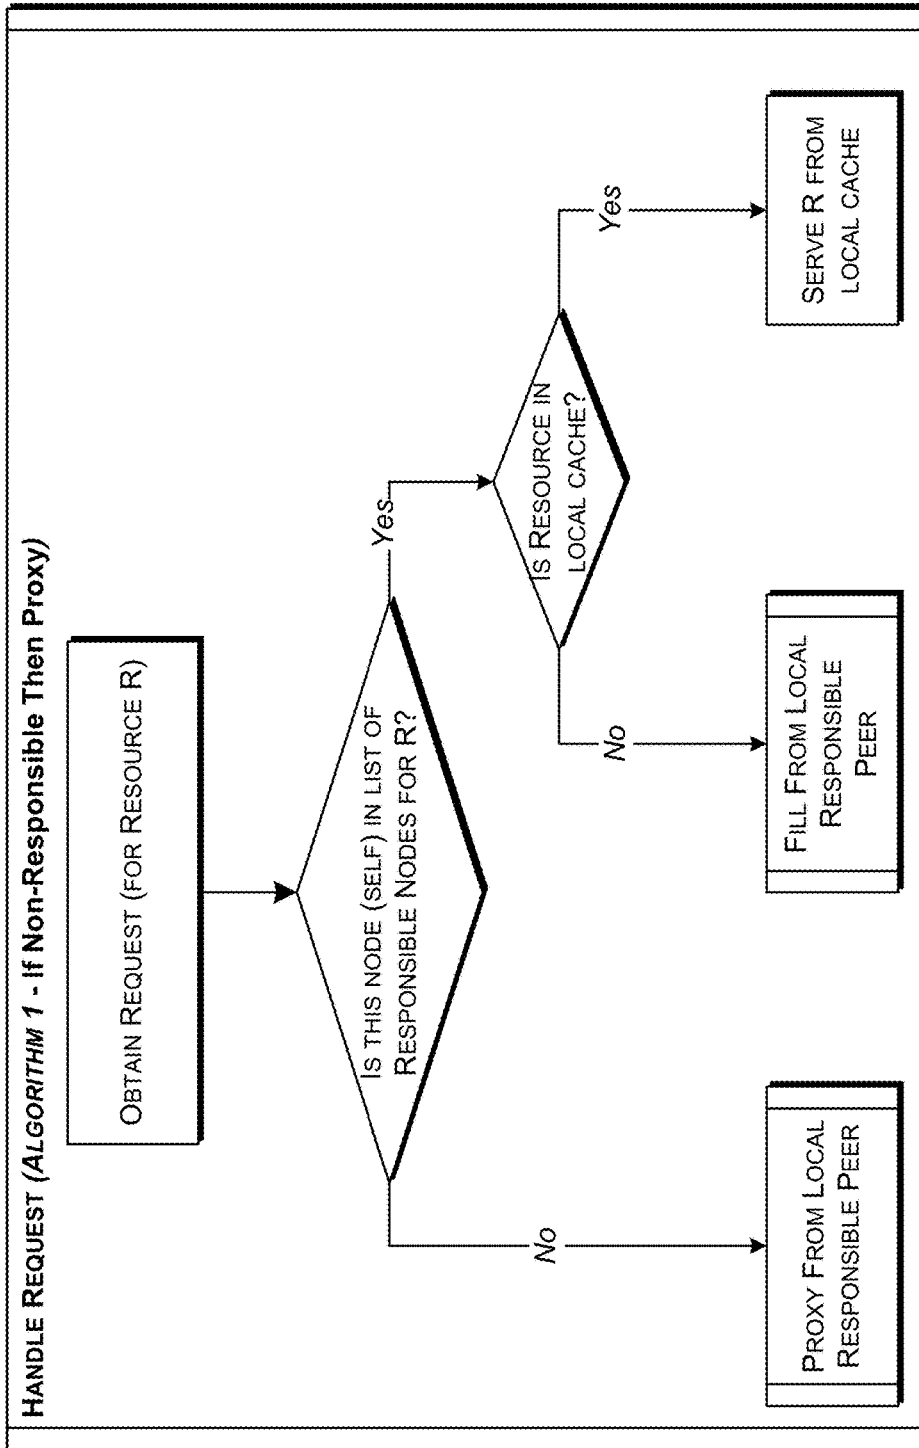 HANDLE REQUEST (ALGORITHM 1 - If Non-Responsible Then Proxy)
OBTAIN REQUEST (FOR RESOURCE R)
IS THIS NODE (SELF) IN LIST OF
RESPONSIBLE NODES FOR R?
Yes
No
IS RESOURCE IN
LOCAL CACHE?
No
Yes
PROXY FROM LOCAL
RESPONSIBLE PEER
FILL FROM LOCAL
RESPONSIBLE
PEER
SERVE R FROM
LOCAL CACHE